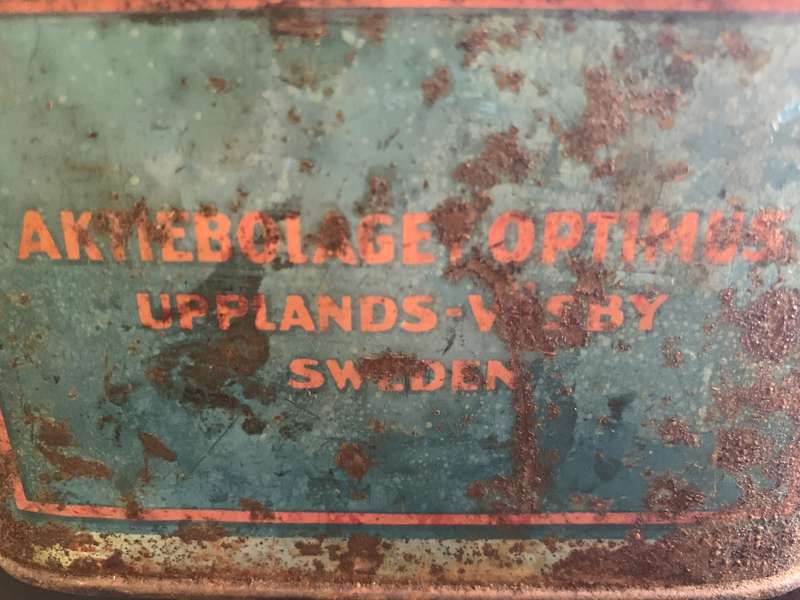 AKTIEBOLAGET OPTIMUS
UPPLANDS-VÄSBY
SWEDEN